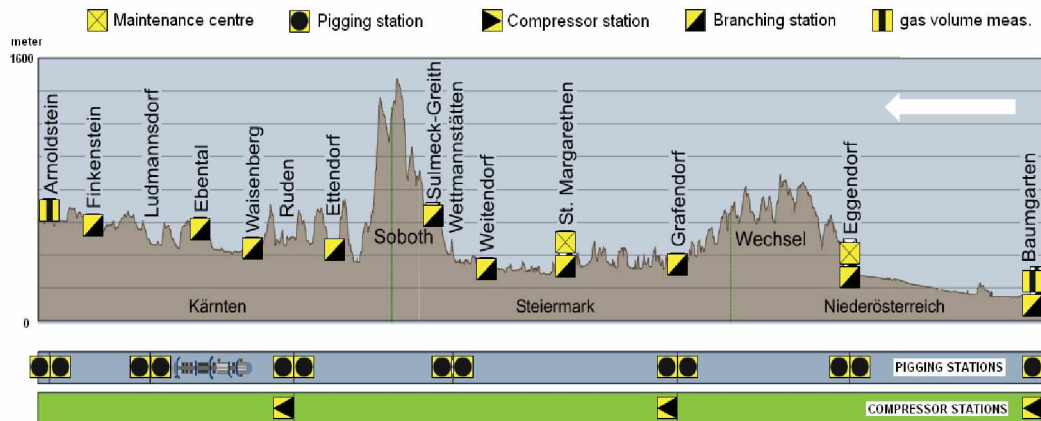 Maintenance centre
Pigging station
Compressor station
Branching station
gas volume meas.
meter
1600
Arnoldstein
Finkenstein
Ludmannsdorf
Ebental
Waisenberg
Ruden
Ettendorf
Soboth
Sulmeck-Greith
Wettmannstätten
Weitendorf
St. Margarethen
Grafendorf
Wechsel
Eggendorf
Baumgarten
Kärnten
Steiermark
Niederösterreich
0
PIGGING STATIONS
COMPRESSOR STATIONS